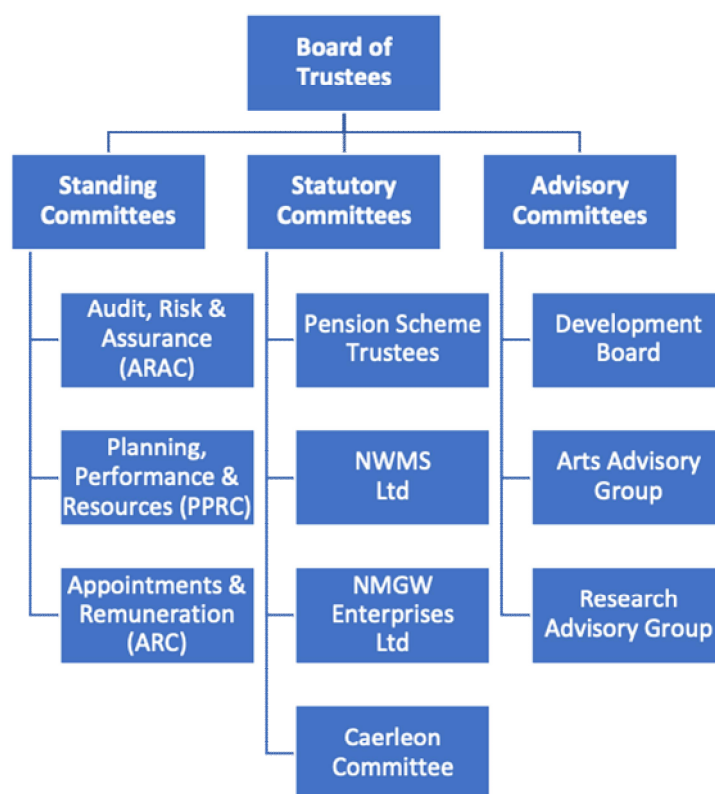 Board of
Trustees
Standing
Committees
Statutory
Committees
Advisory
Committees
Audit, Risk &
Assurance
(ARAC)
Pension Scheme
Trustees
Development
Board
Planning,
Performance &
Resources (PPRC)
NWMS
Ltd
Arts Advisory
Group
Appointments &
Remuneration
(ARC)
NMGW
Enterprises
Ltd
Research
Advisory Group
Caerleon
Committee